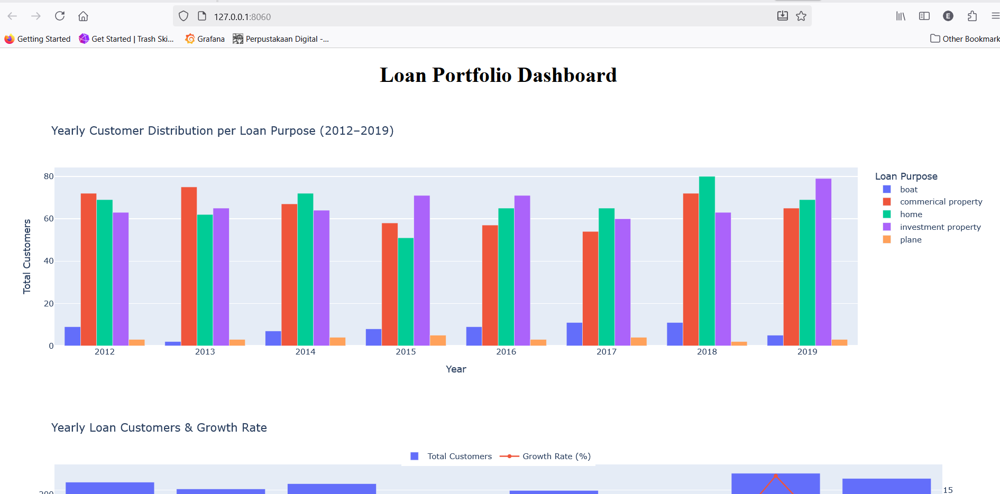 127.0.0.1:8060
E
Getting Started
Get Started | Trash Ski...
Grafana
Perpustakaan Digital -...
Other Bookmark
Loan Portfolio Dashboard
Yearly Customer Distribution per Loan Purpose (2012–2019)
80
60
40
20
0
Total Customers
2012 2013 2014 2015 2016 2017 2018 2019
Year
Loan Purpose
boat
commerical property
home
investment property
plane
Yearly Loan Customers & Growth Rate
Total Customers Growth Rate (%)
200
15